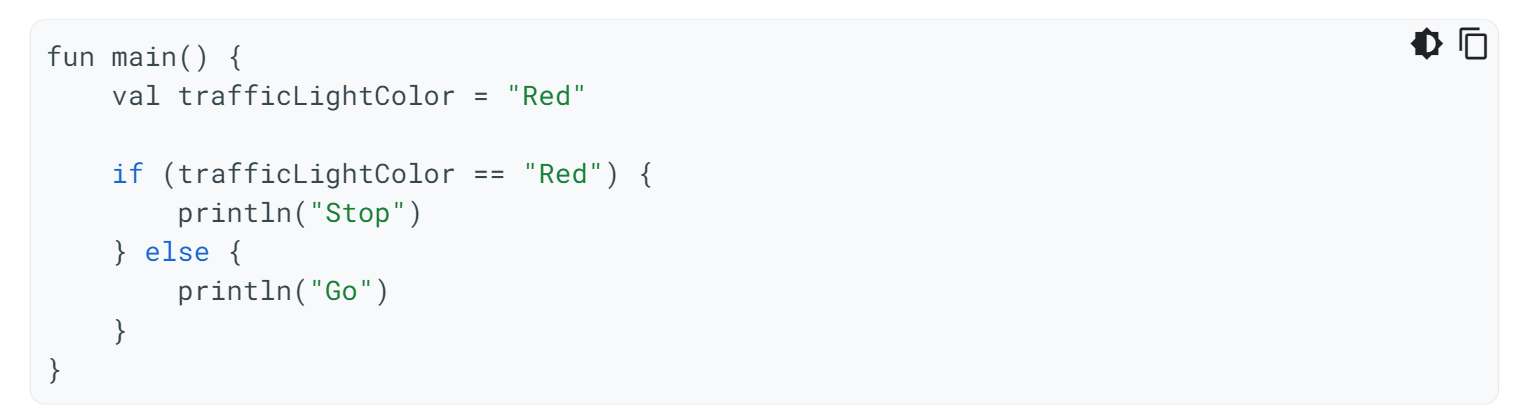 fun main() {
    val trafficLightColor = "Red"

    if (trafficLightColor == "Red") {
        println("Stop")
    } else {
        println("Go")
    }
}